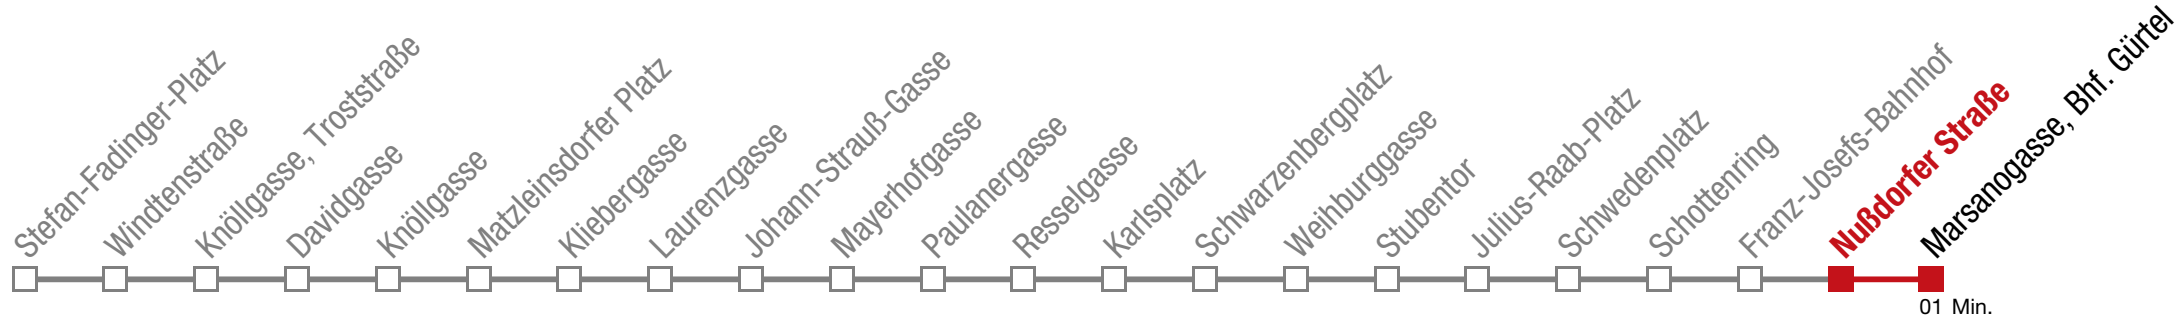 Stefan-Fadinger-Platz
Windtenstraße
Knöllgasse, Troststraße
Davidgasse
Knöllgasse
Matzleinsdorfer Platz
Kliebergasse
Laurenzgasse
Johann-Strauß-Gasse
Mayerhofgasse
Paulanergasse
Resselgasse
Karlsplatz
Schwarzenbergplatz
Weihburggasse
Stubentor
Julius-Raab-Platz
Schwedenplatz
Schottenring
Franz-Josefs-Bahnhof
Nußdorfer Straße
Marsanogasse, Bhf. Gürtel
01 Min.